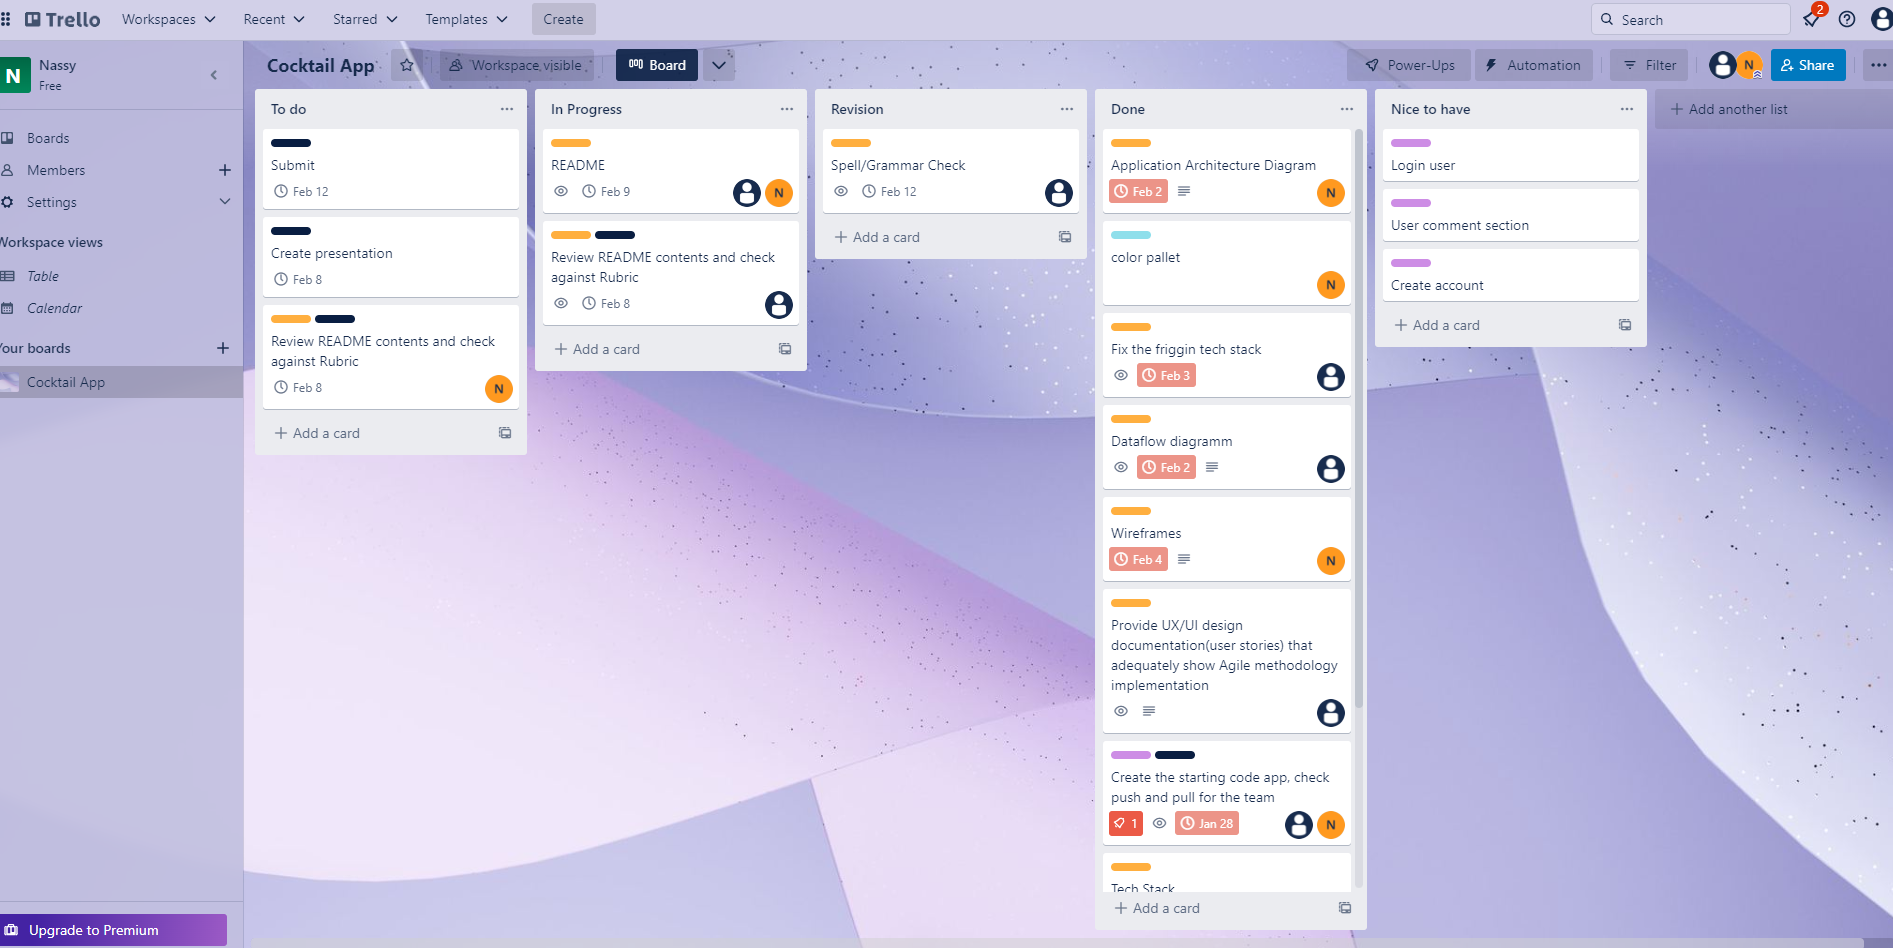 Trello
Workspaces
Recent
Starred
Templates
Create
Search
2
N
Nassy
Free
Boards
Members
Settings
Workspace views
Table
Calendar
Your boards
Cocktail App
Upgrade to Premium
Cocktail App
Workspace visible
Board
Power-Ups
Automation
Filter
N
Share
To do
Submit
Feb 12
Create presentation
Feb 8
Review README contents and check
against Rubric
Feb 8
N
Add a card
In Progress
README
Feb 9
N
Review README contents and check
against Rubric
Feb 8
Add a card
Revision
Spell/Grammar Check
Feb 12
Add a card
Done
Application Architecture Diagram
Feb 2
N
color pallet
N
Fix the friggin tech stack
Feb 3
Dataflow diagramm
Feb 2
Wireframes
Feb 4
N
Provide UX/UI design
documentation(user stories) that
adequately show Agile methodology
implementation
Create the starting code app, check
push and pull for the team
1
Jan 28
N
Tech Stack
Add a card
Nice to have
Login user
User comment section
Create account
Add a card
Add another list